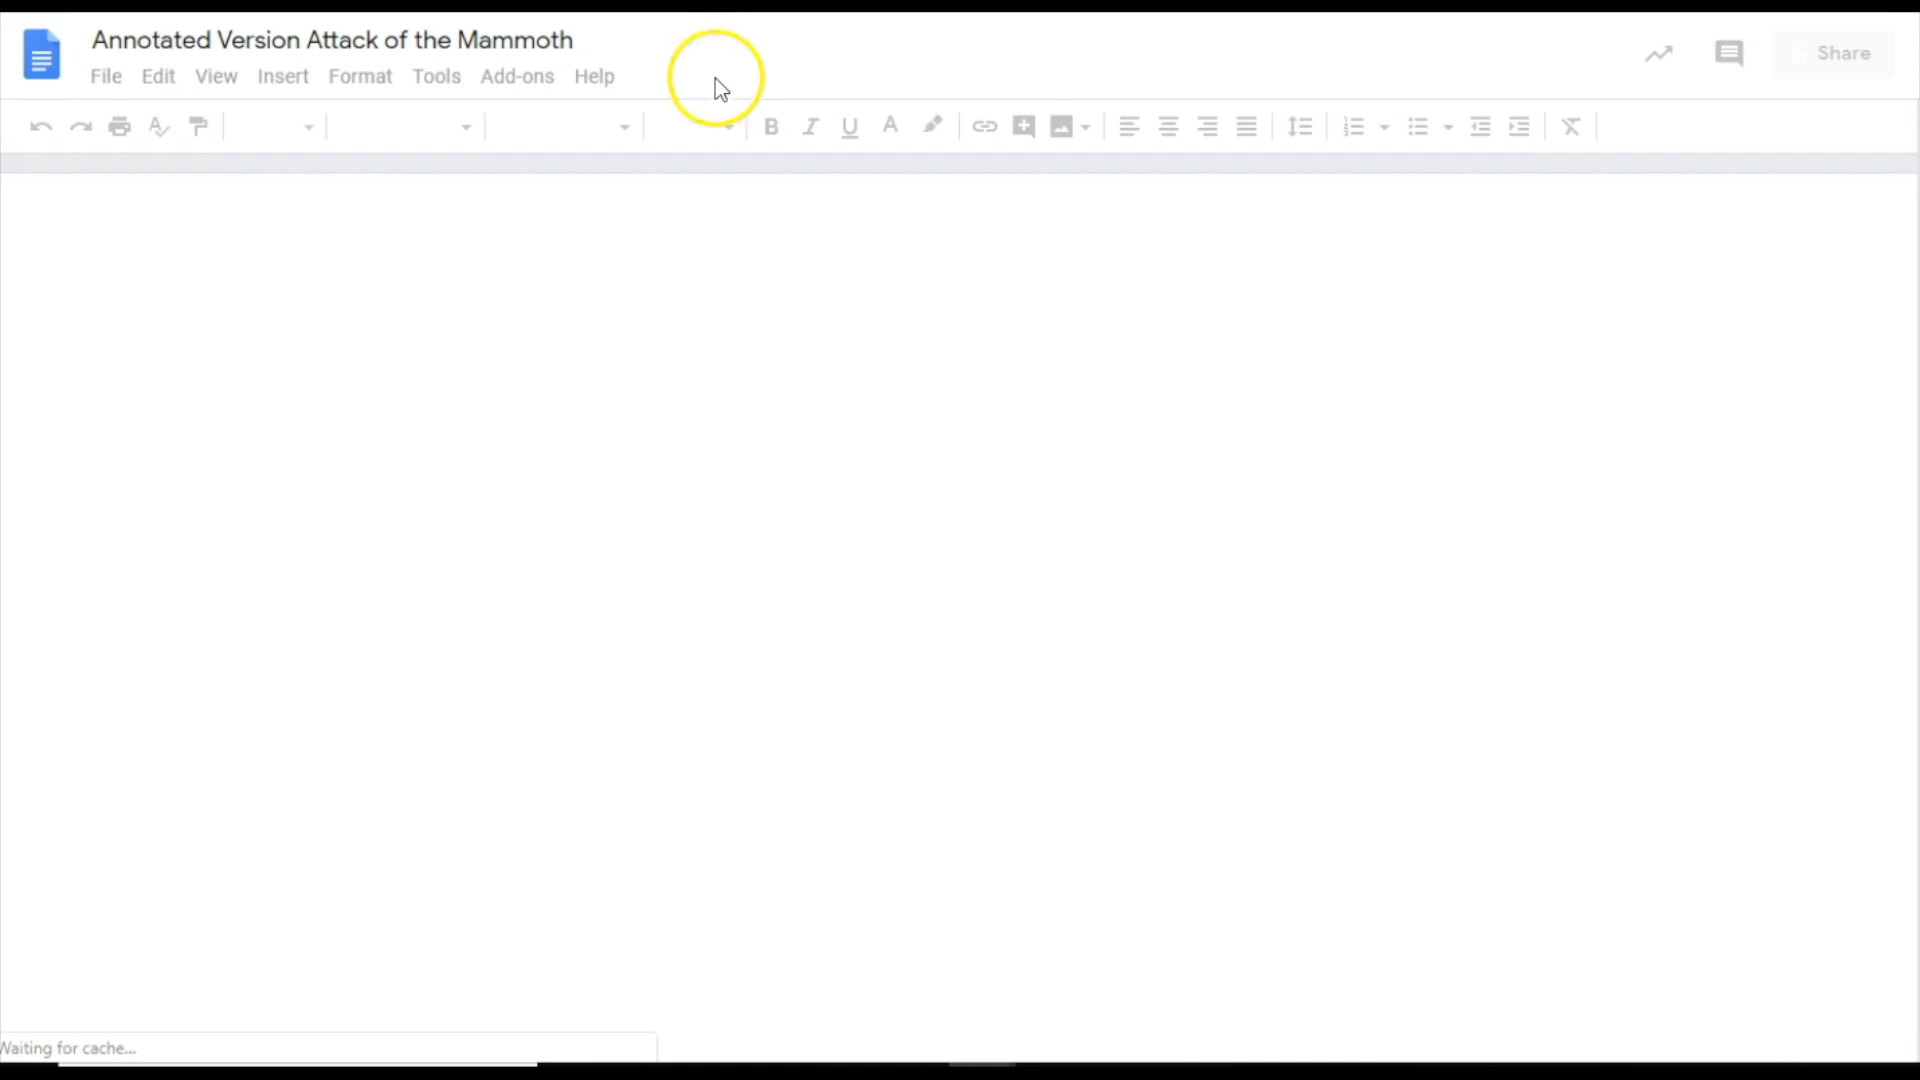 Annotated Version Attack of the Mammoth
File Edit View Insert Format Tools Add-ons Help
Share
Waiting for cache...